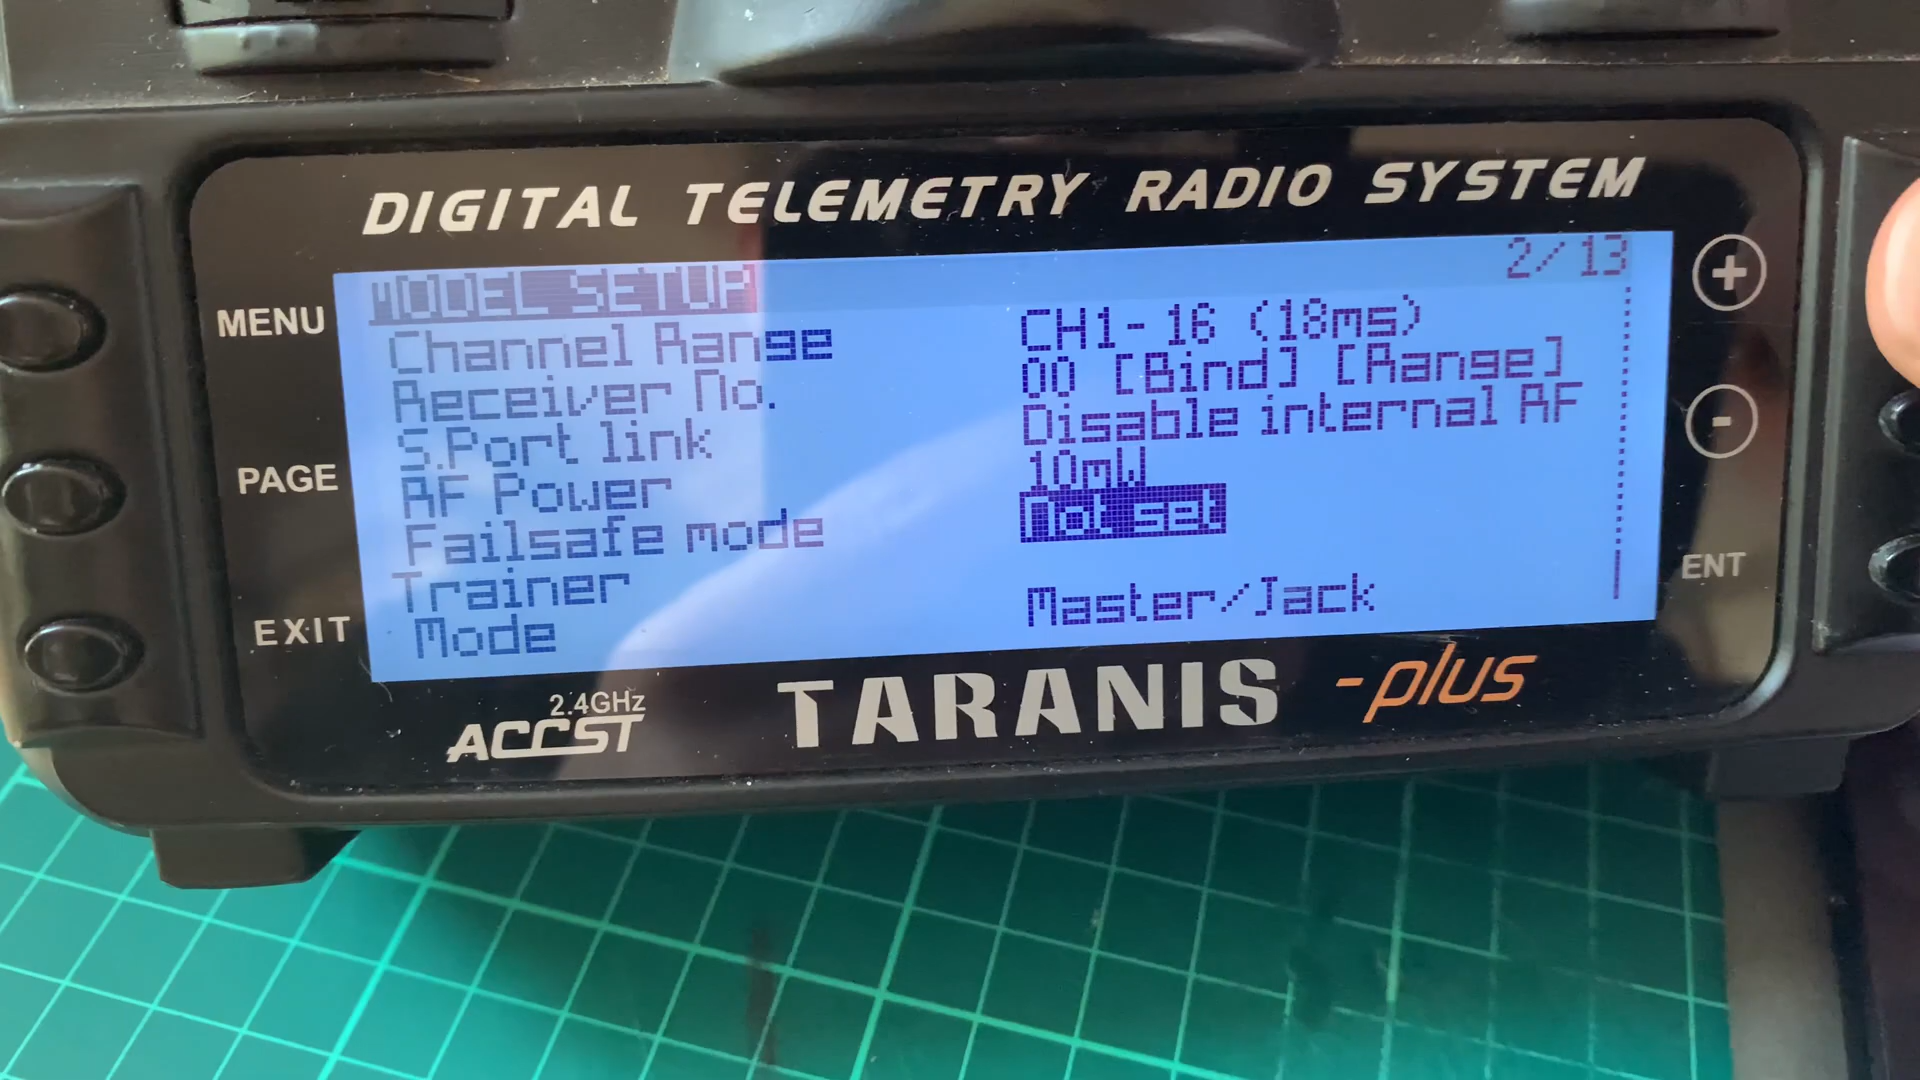 DIGITAL TELEMETRY RADIO SYSTEM
MODEL SETUP 2/13
Channel Range CH1-16 (18ms)
Receiver No. 00 [Bind] [Range]
S.Port link Disable internal RF
RF Power 10mW
Failsafe mode Not set
Trainer
Mode Master/Jack
MENU
PAGE
EXIT
+
-
ENT
2.4GHz
ACCST
TARANIS -plus